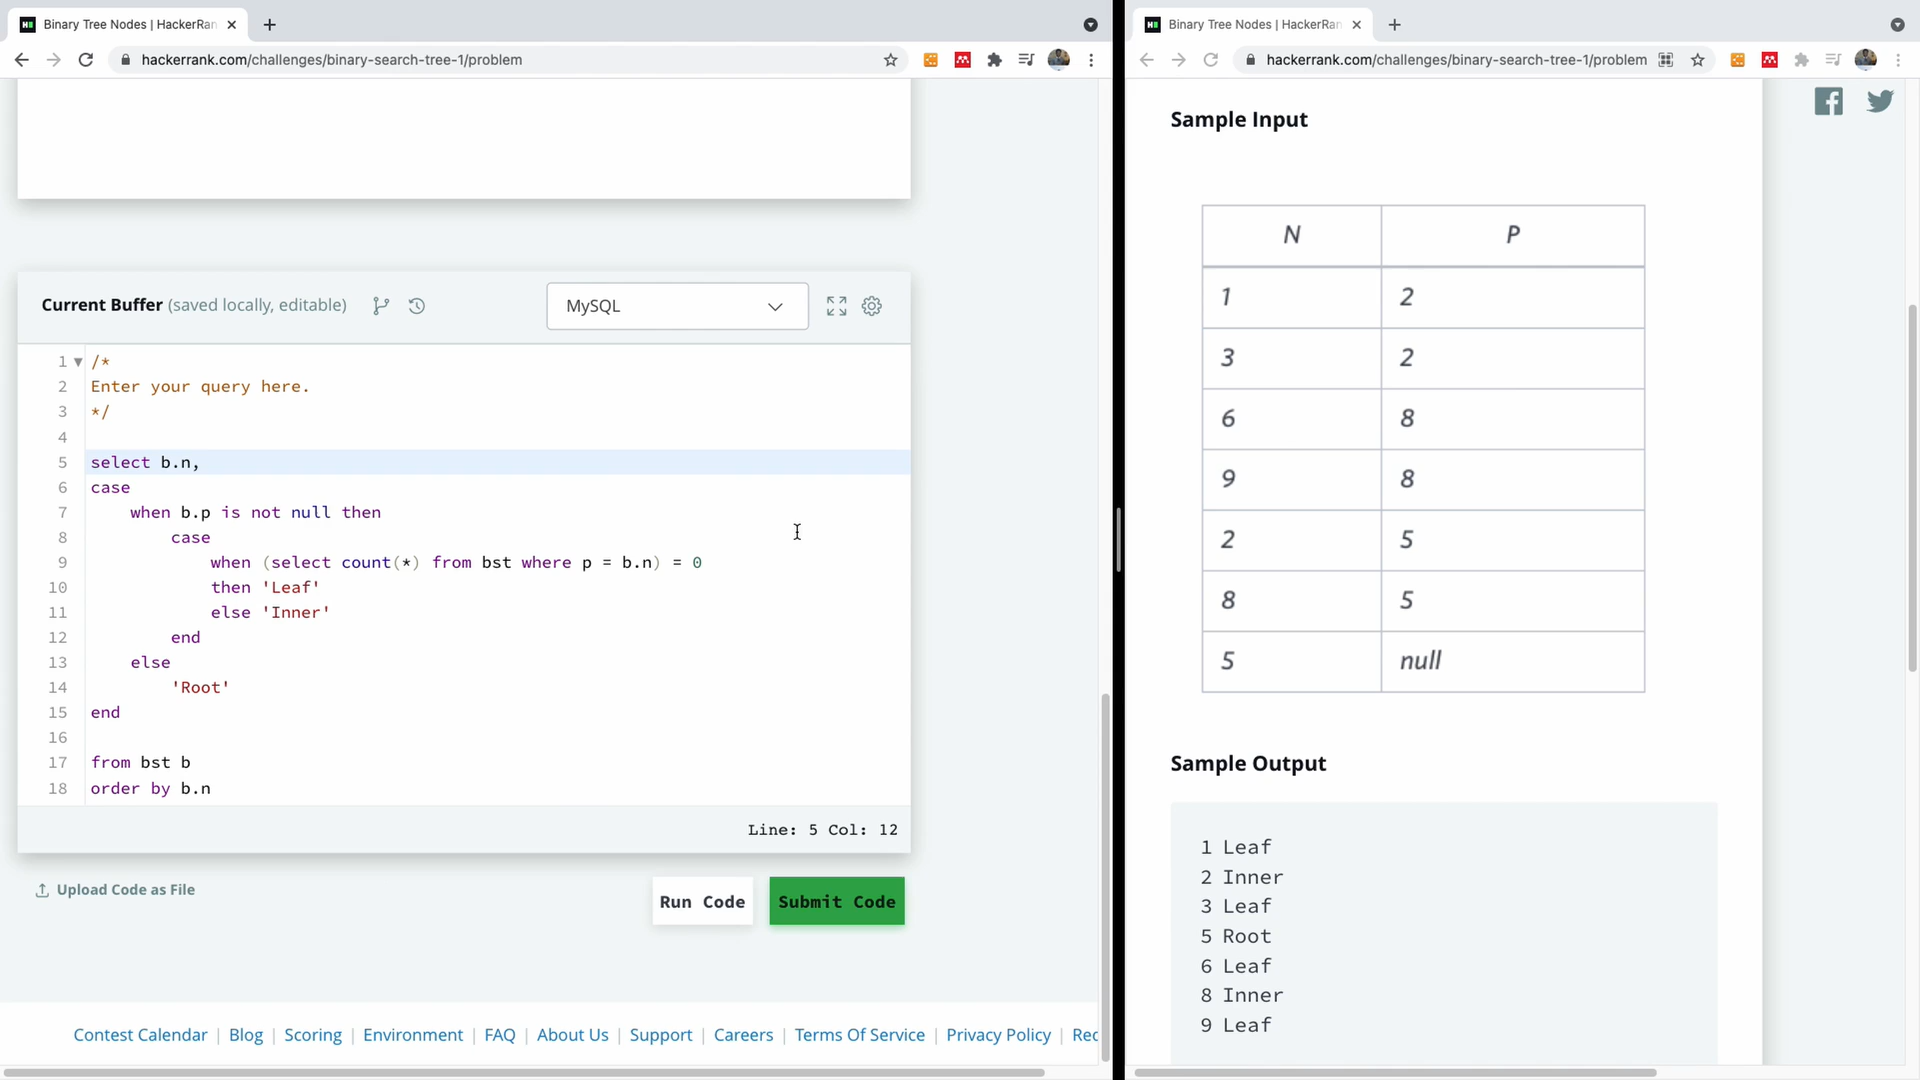 Binary Tree Nodes | HackerRan
hackerrank.com/challenges/binary-search-tree-1/problem
Current Buffer (saved locally, editable)
MySQL
1 /*
2 Enter your query here.
3 */
4
5 select b.n,
6 case
7 when b.p is not null then
8 case
9 when (select count(*) from bst where p = b.n) = 0
10 then 'Leaf'
11 else 'Inner'
12 end
13 else
14 'Root'
15 end
16
17 from bst b
18 order by b.n
Line: 5 Col: 12
Upload Code as File
Run Code
Submit Code
Contest Calendar | Blog | Scoring | Environment | FAQ | About Us | Support | Careers | Terms Of Service | Privacy Policy | Rec
Binary Tree Nodes | HackerRan
hackerrank.com/challenges/binary-search-tree-1/problem
Sample Input
N P
1 2
3 2
6 8
9 8
2 5
8 5
5 null
Sample Output
1 Leaf
2 Inner
3 Leaf
5 Root
6 Leaf
8 Inner
9 Leaf